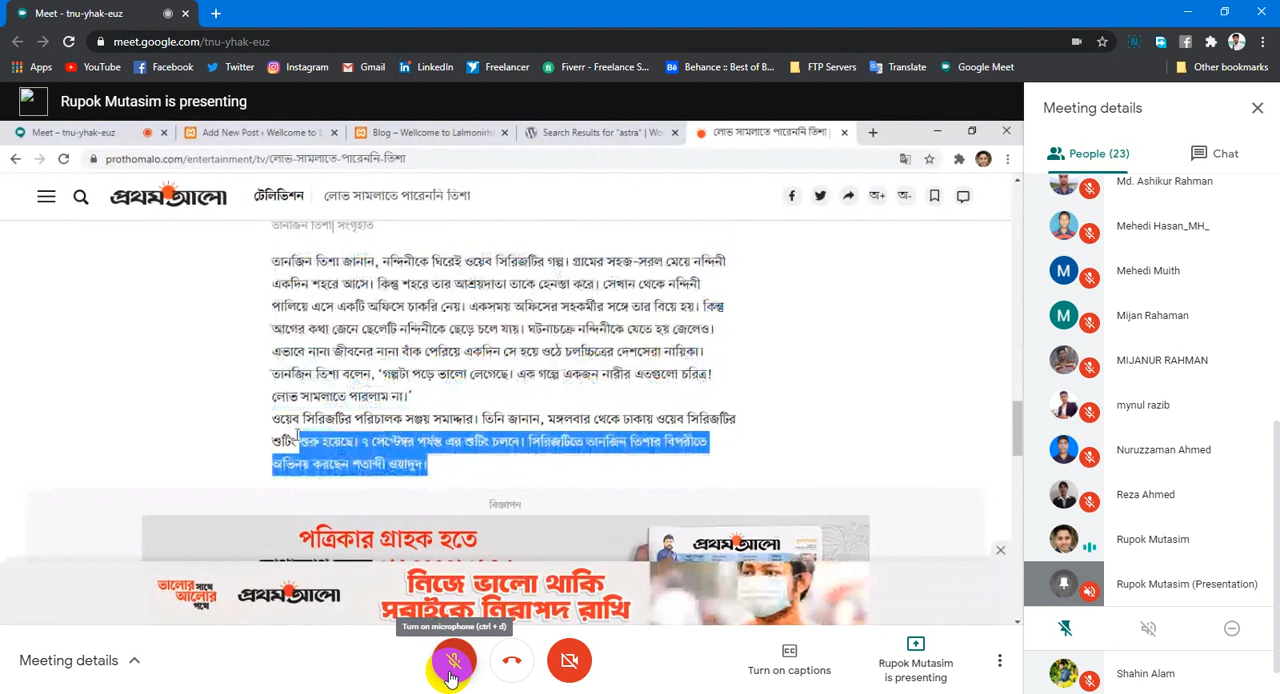 Meet - tnu-yhak-euz
meet.google.com/tnu-yhak-euz
Apps YouTube Facebook Twitter Instagram Gmail LinkedIn Freelancer Fiverr - Freelance S... Behance :: Best of B... FTP Servers Translate Google Meet Other bookmarks
Rupok Mutasim is presenting
Meet – tnu-yhak-euz Add New Post ‹ Wellcome to L Blog – Wellcome to Lalmonirh Search Results for "astra" | Wo লোভ সামলাতে পারেননি তিশা |
prothomalo.com/entertainment/tv/লোভ-সামলাতে-পারেননি-তিশা
প্রথম আলো টেলিভিশন লোভ সামলাতে পারেননি তিশা অ+ অ-
তানজিন তিশা| সংগৃহীত
তানজিন তিশা জানান, নন্দিনীকে ঘিরেই ওয়েব সিরিজটির গল্প। গ্রামের সহজ-সরল মেয়ে নন্দিনী
একদিন শহরে আসে। কিন্তু শহরে তার আশ্রয়দাতা তাকে হেনস্তা করে। সেখান থেকে নন্দিনী
পালিয়ে এসে একটি অফিসে চাকরি নেয়। একসময় অফিসের সহকর্মীর সঙ্গে তার বিয়ে হয়। কিন্তু
আগের কথা জেনে ছেলেটি নন্দিনীকে ছেড়ে চলে যায়। ঘটনাচক্রে নন্দিনীকে যেতে হয় জেলেও।
এভাবে নানা জীবনের নানা বাঁক পেরিয়ে একদিন সে হয়ে ওঠে চলচ্চিত্রের দেশসেরা নায়িকা।
তানজিন তিশা বলেন, ‘গল্পটা পড়ে ভালো লেগেছে। এক গল্পে একজন নারীর এতগুলো চরিত্র!
লোভ সামলাতে পারলাম না।’
ওয়েব সিরিজটির পরিচালক সঞ্জয় সমাদ্দার। তিনি জানান, মঙ্গলবার থেকে ঢাকায় ওয়েব সিরিজটির
শুটিং শুরু হয়েছে। ৭ সেপ্টেম্বর পর্যন্ত এর শুটিং চলবে। সিরিজটিতে তানজিন তিশার বিপরীতে
অভিনয় করছেন শতাব্দী ওয়াদুদ।
বিজ্ঞাপন
পত্রিকার গ্রাহক হতে
প্রথম আলো
ভালোর সাথে আলোর পথে প্রথম আলো নিজে ভালো থাকি
সবাইকে নিরাপদ রাখি
Turn on microphone (ctrl + d)
Meeting details
Turn on captions
Rupok Mutasim
is presenting
Meeting details
People (23) Chat
Md. Ashikur Rahman
Mehedi Hasan_MH_
M Mehedi Muith
M Mijan Rahaman
MIJANUR RAHMAN
mynul razib
Nuruzzaman Ahmed
Reza Ahmed
Rupok Mutasim
Rupok Mutasim (Presentation)
Shahin Alam